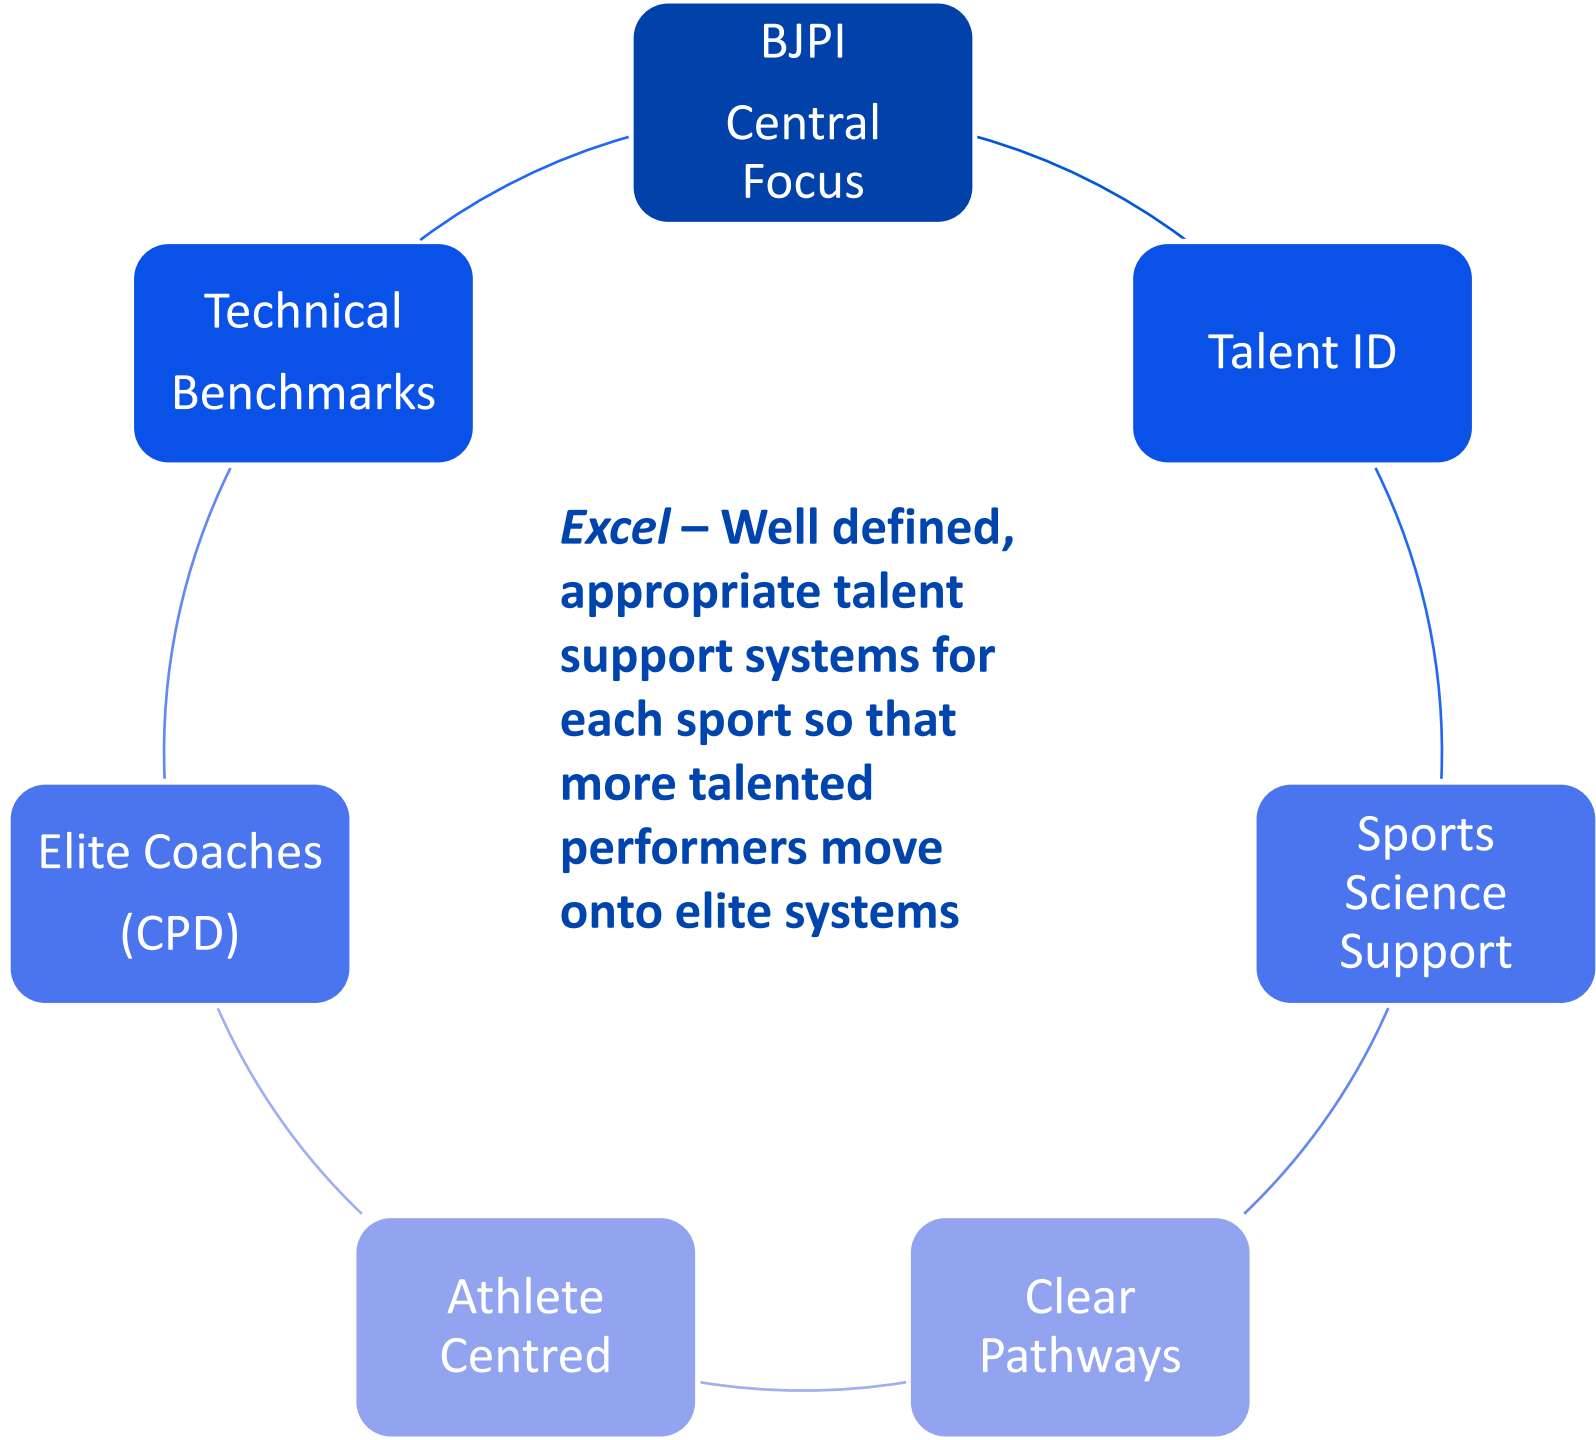 BJPI
Central
Focus
Talent ID
Sports
Science
Support
Clear
Pathways
Athlete
Centred
Elite Coaches
(CPD)
Technical
Benchmarks
Excel – Well defined,
appropriate talent
support systems for
each sport so that
more talented
performers move
onto elite systems